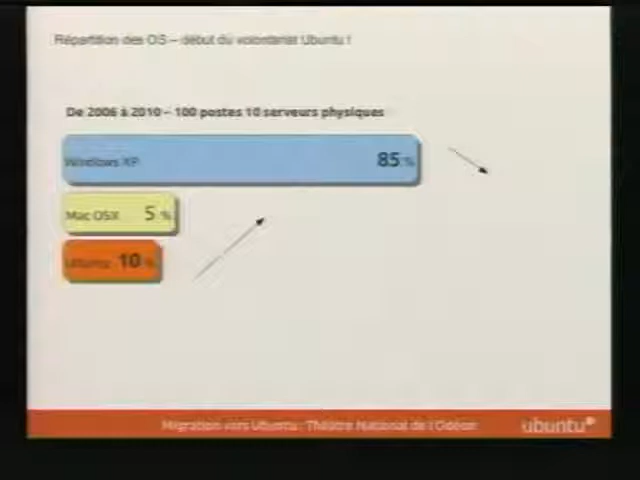 Répartition des OS – début du volontariat Ubuntu !
De 2006 à 2010 – 100 postes 10 serveurs physiques
Windows XP 85 %
Mac OSX 5 %
Ubuntu 10 %
Migration vers Ubuntu : Théâtre National de l'Odéon
ubuntu